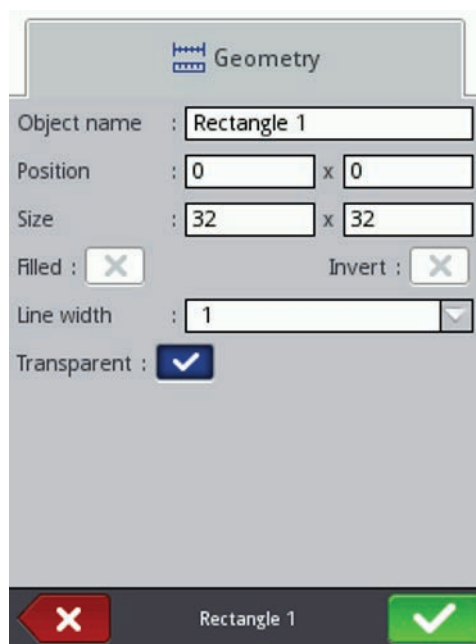 Geometry
Object name : Rectangle 1
Position : 0 x 0
Size : 32 x 32
Filled : Invert :
Line width : 1
Transparent :
Rectangle 1